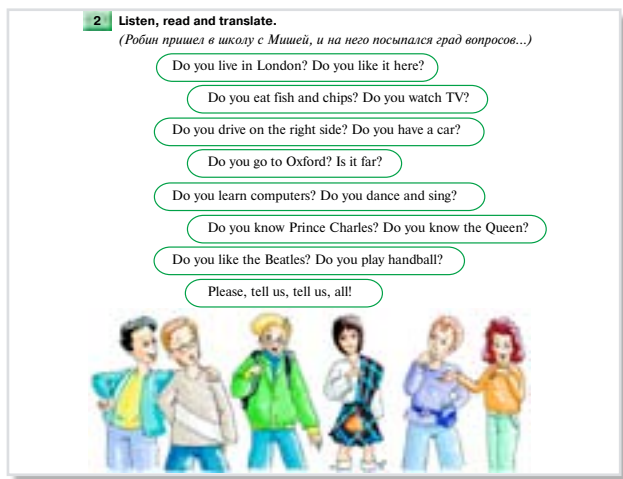 2 Listen, read and translate.
(Робин пришел в школу с Мишей, и на него посыпался град вопросов...)
Do you live in London? Do you like it here?
Do you eat fish and chips? Do you watch TV?
Do you drive on the right side? Do you have a car?
Do you go to Oxford? Is it far?
Do you learn computers? Do you dance and sing?
Do you know Prince Charles? Do you know the Queen?
Do you like the Beatles? Do you play handball?
Please, tell us, tell us, all!